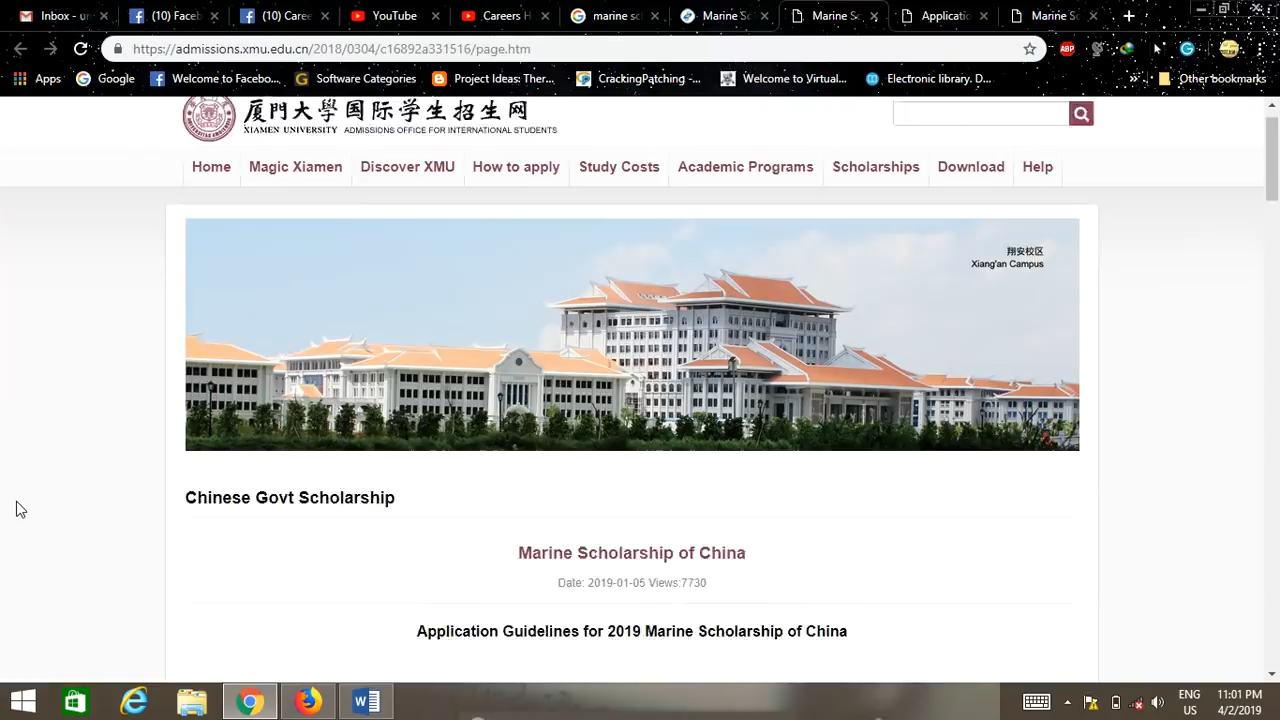 Inbox - ur
(10) Faceb
(10) Caree
YouTube
Careers H
marine sch
Marine Sc
Marine Sc
Applicatio
Marine Sc
https://admissions.xmu.edu.cn/2018/0304/c16892a331516/page.htm
ABP
Apps
Google
Welcome to Facebo...
Software Categories
Project Ideas: Ther...
CrackingPatching -...
Welcome to Virtual...
Electronic library. D...
Other bookmarks
厦門大學国际学生招生网
XIAMEN UNIVERSITY ADMISSIONS OFFICE FOR INTERNATIONAL STUDENTS
Home
Magic Xiamen
Discover XMU
How to apply
Study Costs
Academic Programs
Scholarships
Download
Help
翔安校区
Xiang'an Campus
Chinese Govt Scholarship
Marine Scholarship of China
Date: 2019-01-05 Views:7730
Application Guidelines for 2019 Marine Scholarship of China
ENG
US
11:01 PM
4/2/2019